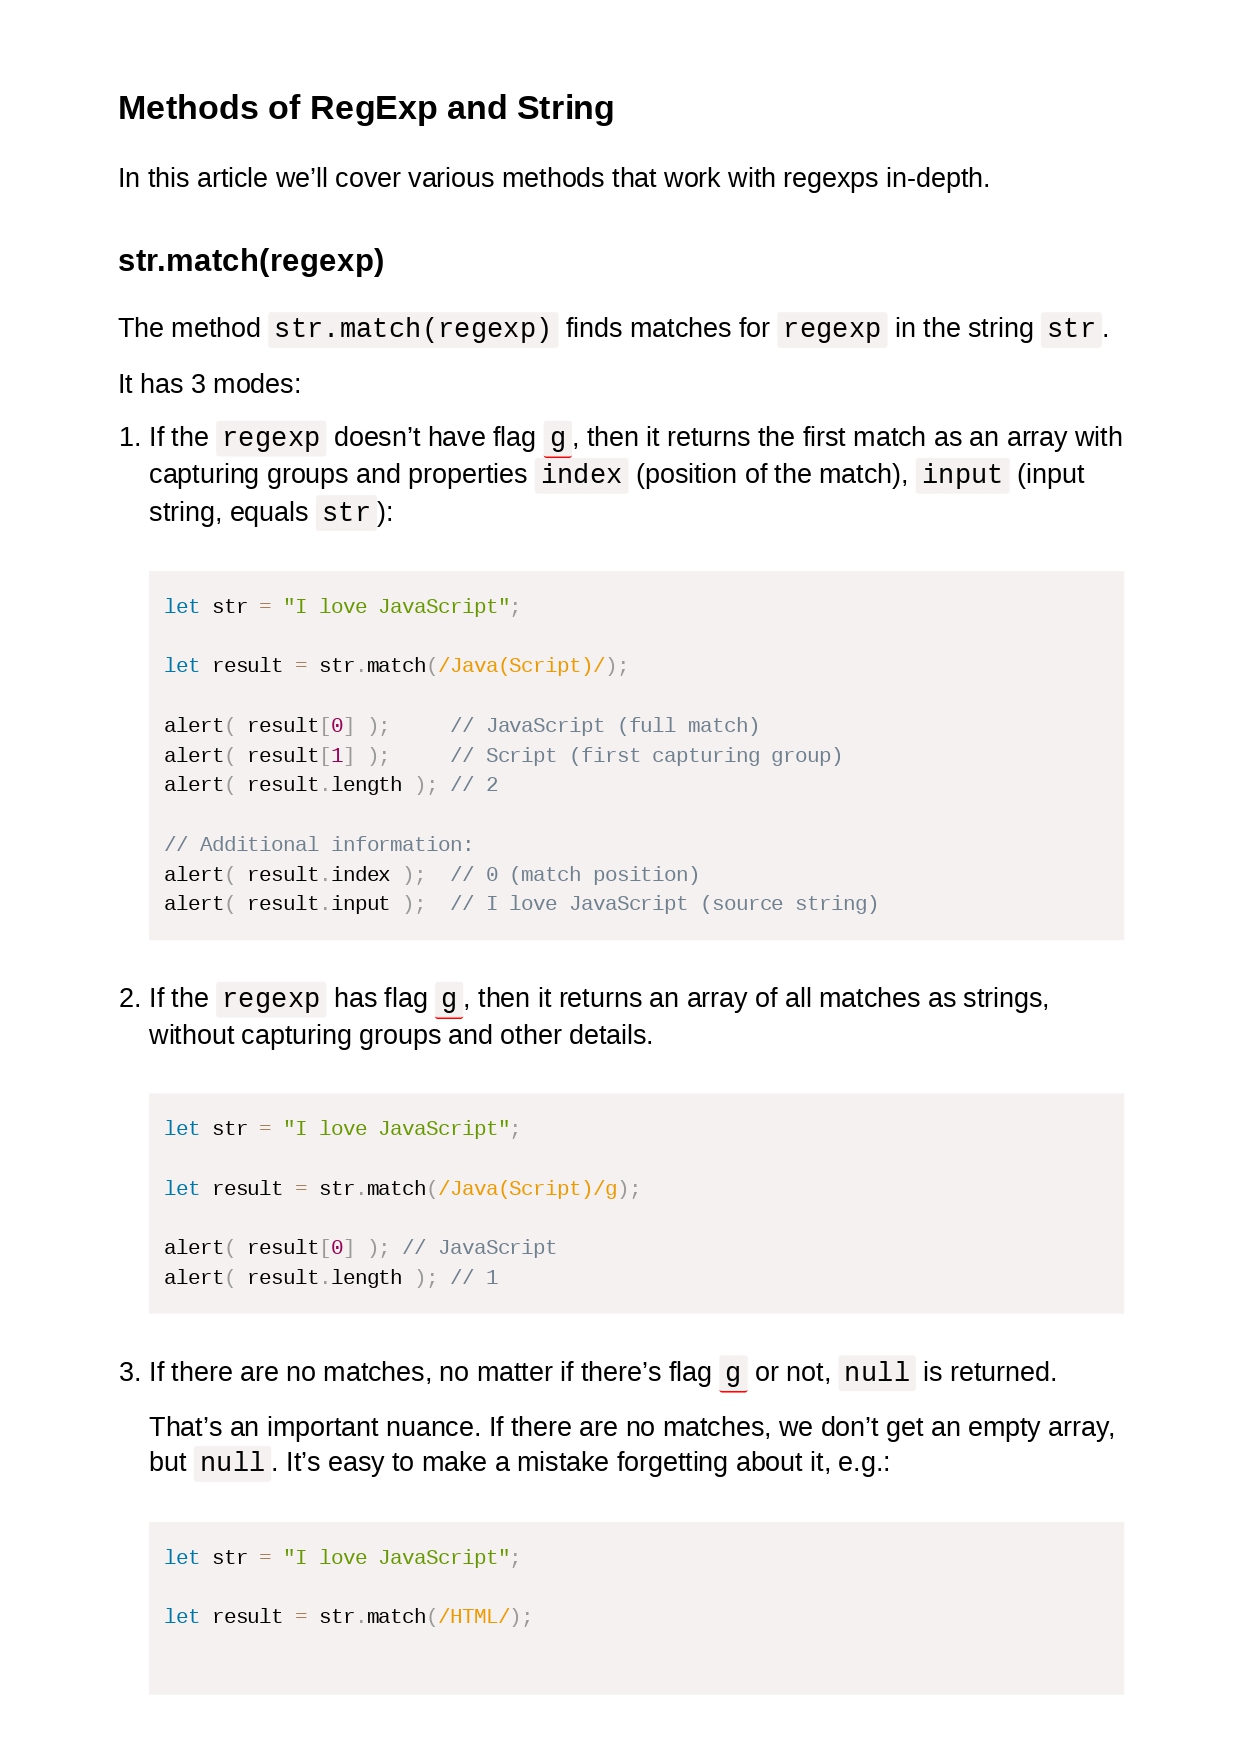 Methods of RegExp and String
In this article we’ll cover various methods that work with regexps in-depth.
str.match(regexp)
The method str.match(regexp) finds matches for regexp in the string str.
It has 3 modes:
1. If the regexp doesn’t have flag g, then it returns the first match as an array with
capturing groups and properties index (position of the match), input (input
string, equals str):
let str = "I love JavaScript";
let result = str.match(/Java(Script)/);
alert( result[0] );     // JavaScript (full match)
alert( result[1] );     // Script (first capturing group)
alert( result.length ); // 2
// Additional information:
alert( result.index );  // 0 (match position)
alert( result.input );  // I love JavaScript (source string)
2. If the regexp has flag g, then it returns an array of all matches as strings,
without capturing groups and other details.
let str = "I love JavaScript";
let result = str.match(/Java(Script)/g);
alert( result[0] ); // JavaScript
alert( result.length ); // 1
3. If there are no matches, no matter if there’s flag g or not, null is returned.
That’s an important nuance. If there are no matches, we don’t get an empty array,
but null. It’s easy to make a mistake forgetting about it, e.g.:
let str = "I love JavaScript";
let result = str.match(/HTML/);